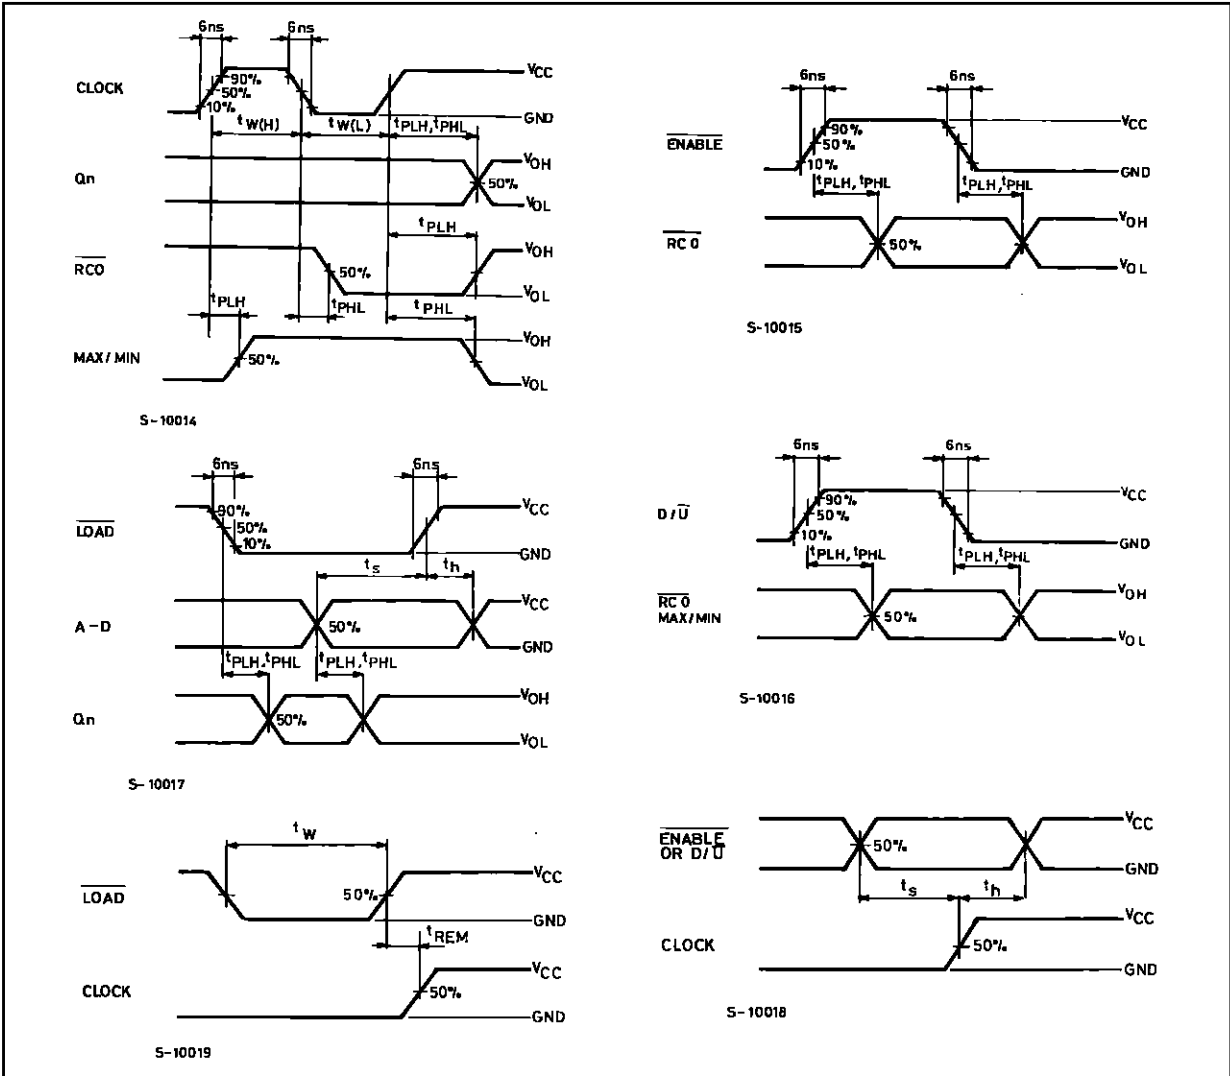 6ns 6ns
CLOCK 90% 50% 10% VCC GND
tW(H) tW(L) tPLH,tPHL
Qn VOH 50% VOL
tPLH
RCO VOH 50% VOL
tPLH tPHL tPHL
MAX/MIN VOH 50% VOL
S-10014
6ns 6ns
ENABLE 90% 50% 10% VCC GND
tPLH,tPHL tPLH,tPHL
RCO VOH 50% VOL
S-10015
6ns 6ns
LOAD 90% 50% 10% VCC GND
ts th
A-D VCC 50% GND
tPLH,tPHL tPLH,tPHL
Qn VOH 50% VOL
S-10017
6ns 6ns
D/U 90% 50% 10% VCC GND
tPLH,tPHL tPLH,tPHL
RCO VOH
MAX/MIN 50% VOL
S-10016
tW
LOAD 50% VCC GND
tREM
CLOCK VCC 50% GND
S-10019
ENABLE VCC
OR D/U 50% GND
ts th
CLOCK VCC 50% GND
S-10018